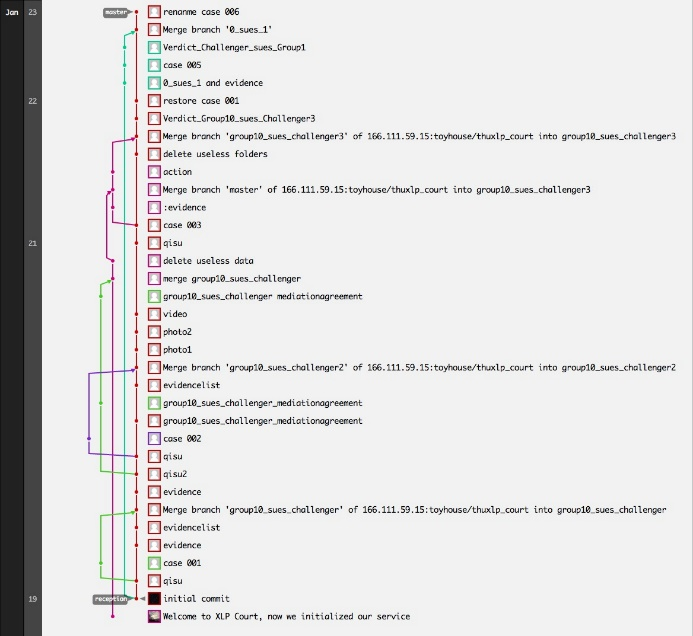 Jan 23 master renanme case 006
Merge branch '0_sues_1'
Verdict_Challenger_sues_Group1
case 005
0_sues_1 and evidence
22 restore case 001
Verdict_Group10_sues_Challenger3
Merge branch 'group10_sues_challenger3' of 166.111.59.15:toyhouse/thuxlp_court into group10_sues_challenger3
delete useless folders
action
Merge branch 'master' of 166.111.59.15:toyhouse/thuxlp_court into group10_sues_challenger3
:evidence
case 003
21 qisu
delete useless data
merge group10_sues_challenger
group10_sues_challenger mediationagreement
video
photo2
photo1
Merge branch 'group10_sues_challenger2' of 166.111.59.15:toyhouse/thuxlp_court into group10_sues_challenger2
evidencelist
group10_sues_challenger_mediationagreement
group10_sues_challenger_mediationagreement
case 002
qisu
qisu2
evidence
Merge branch 'group10_sues_challenger' of 166.111.59.15:toyhouse/thuxlp_court into group10_sues_challenger
evidencelist
evidence
case 001
qisu
19 reception initial commit
Welcome to XLP Court, now we initialized our service